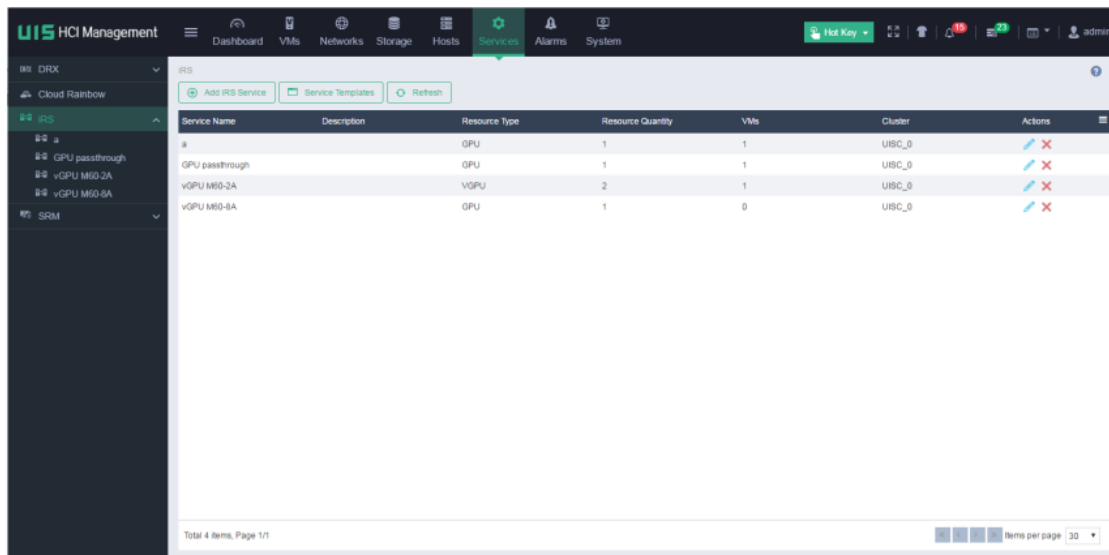 UIS HCI Management
Dashboard VMs Networks Storage Hosts Services Alarms System
Hot Key 15 23 admin
DRX
Cloud Rainbow
IRS
a
GPU passthrough
vGPU M60-2A
vGPU M60-8A
SRM
IRS
Add IRS Service Service Templates Refresh
Service Name Description Resource Type Resource Quantity VMs Cluster Actions
a GPU 1 1 UISC_0
GPU passthrough GPU 1 1 UISC_0
vGPU M60-2A VGPU 2 1 UISC_0
vGPU M60-8A GPU 1 0 UISC_0
Total 4 items, Page 1/1
Items per page 30